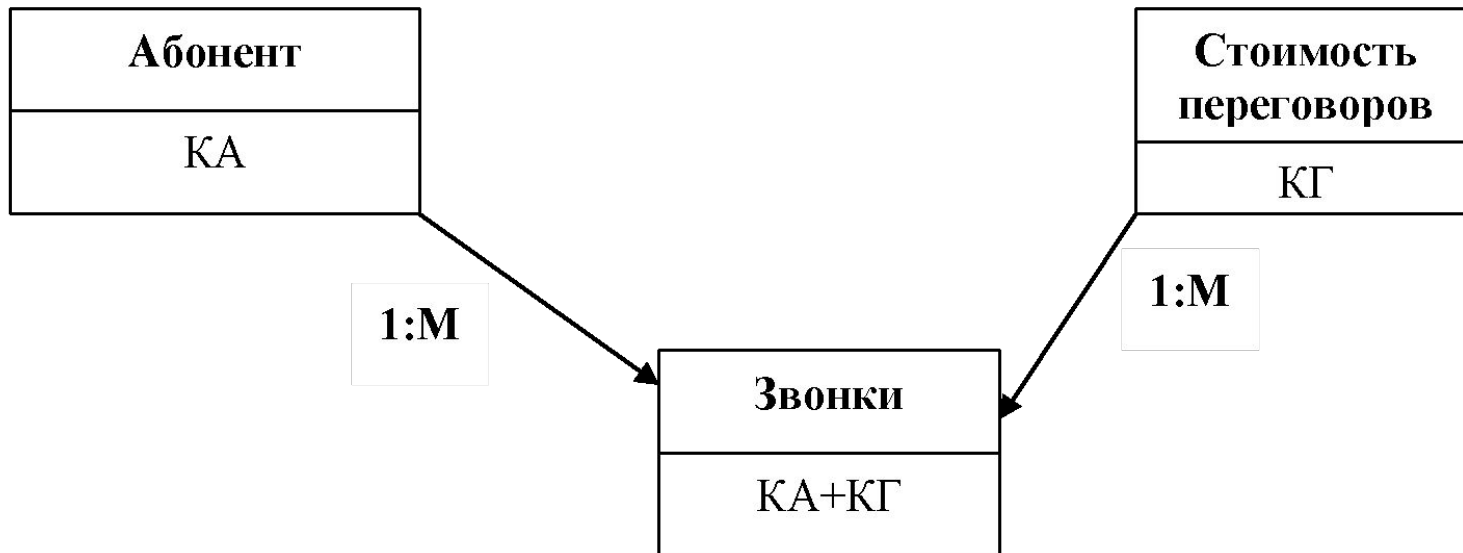 Абонент
КА
Стоимость
переговоров
КГ
1:М
1:М
Звонки
КА+КГ